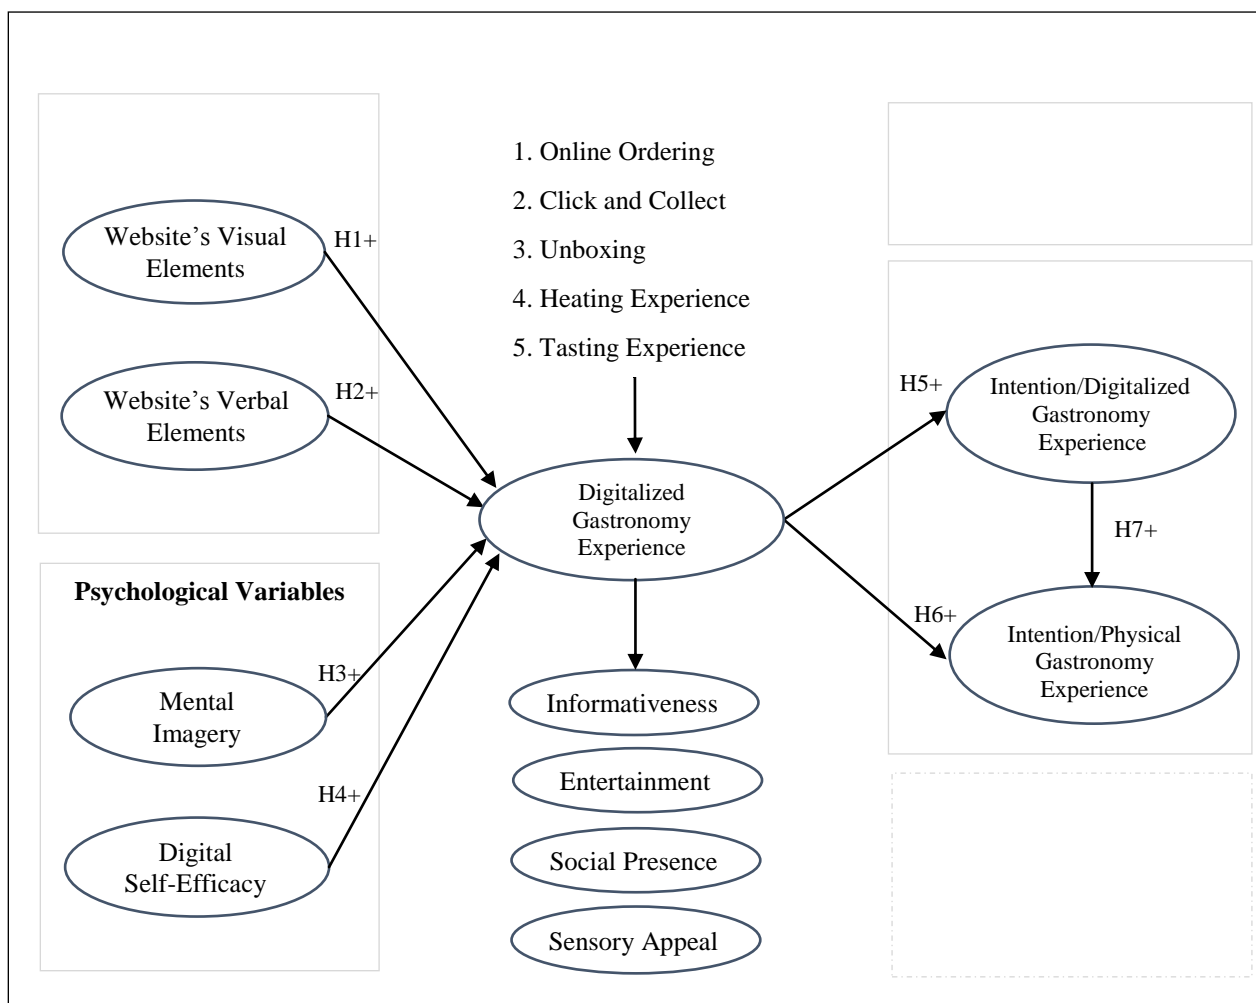 Website’s Visual
Elements
H1+
Website’s Verbal
Elements
H2+
Psychological Variables
Mental
Imagery
H3+
Digital
Self-Efficacy
H4+
1. Online Ordering
2. Click and Collect
3. Unboxing
4. Heating Experience
5. Tasting Experience
Digitalized
Gastronomy
Experience
Informativeness
Entertainment
Social Presence
Sensory Appeal
H5+
Intention/Digitalized
Gastronomy
Experience
H7+
H6+
Intention/Physical
Gastronomy
Experience